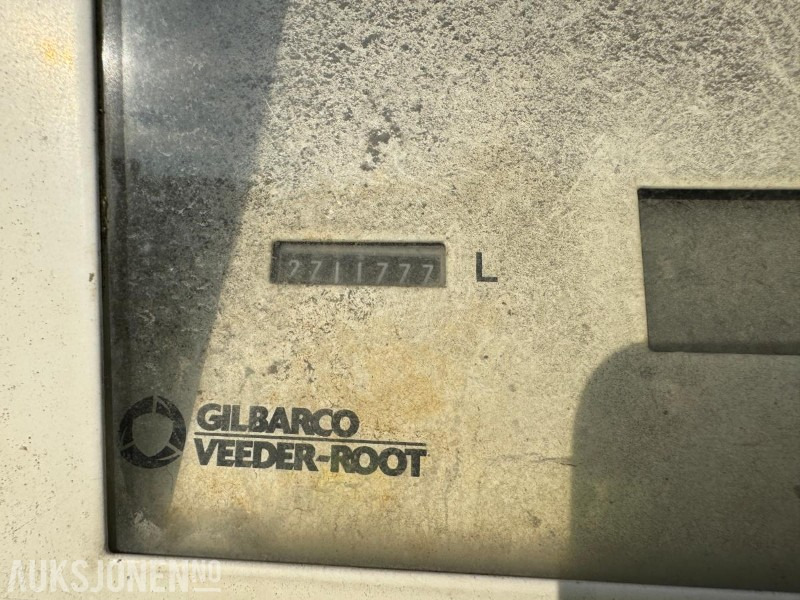 2711777 L
GILBARCO
VEEDER-ROOT
AUKSJONEN.NO